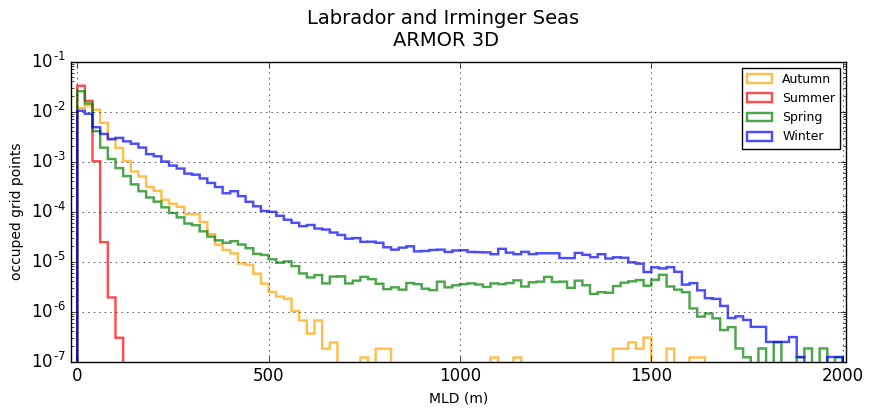 Labrador and Irminger Seas
ARMOR 3D
occuped grid points
10^-1
10^-2
10^-3
10^-4
10^-5
10^-6
10^-7
Autumn
Summer
Spring
Winter
0 500 1000 1500 2000
MLD (m)